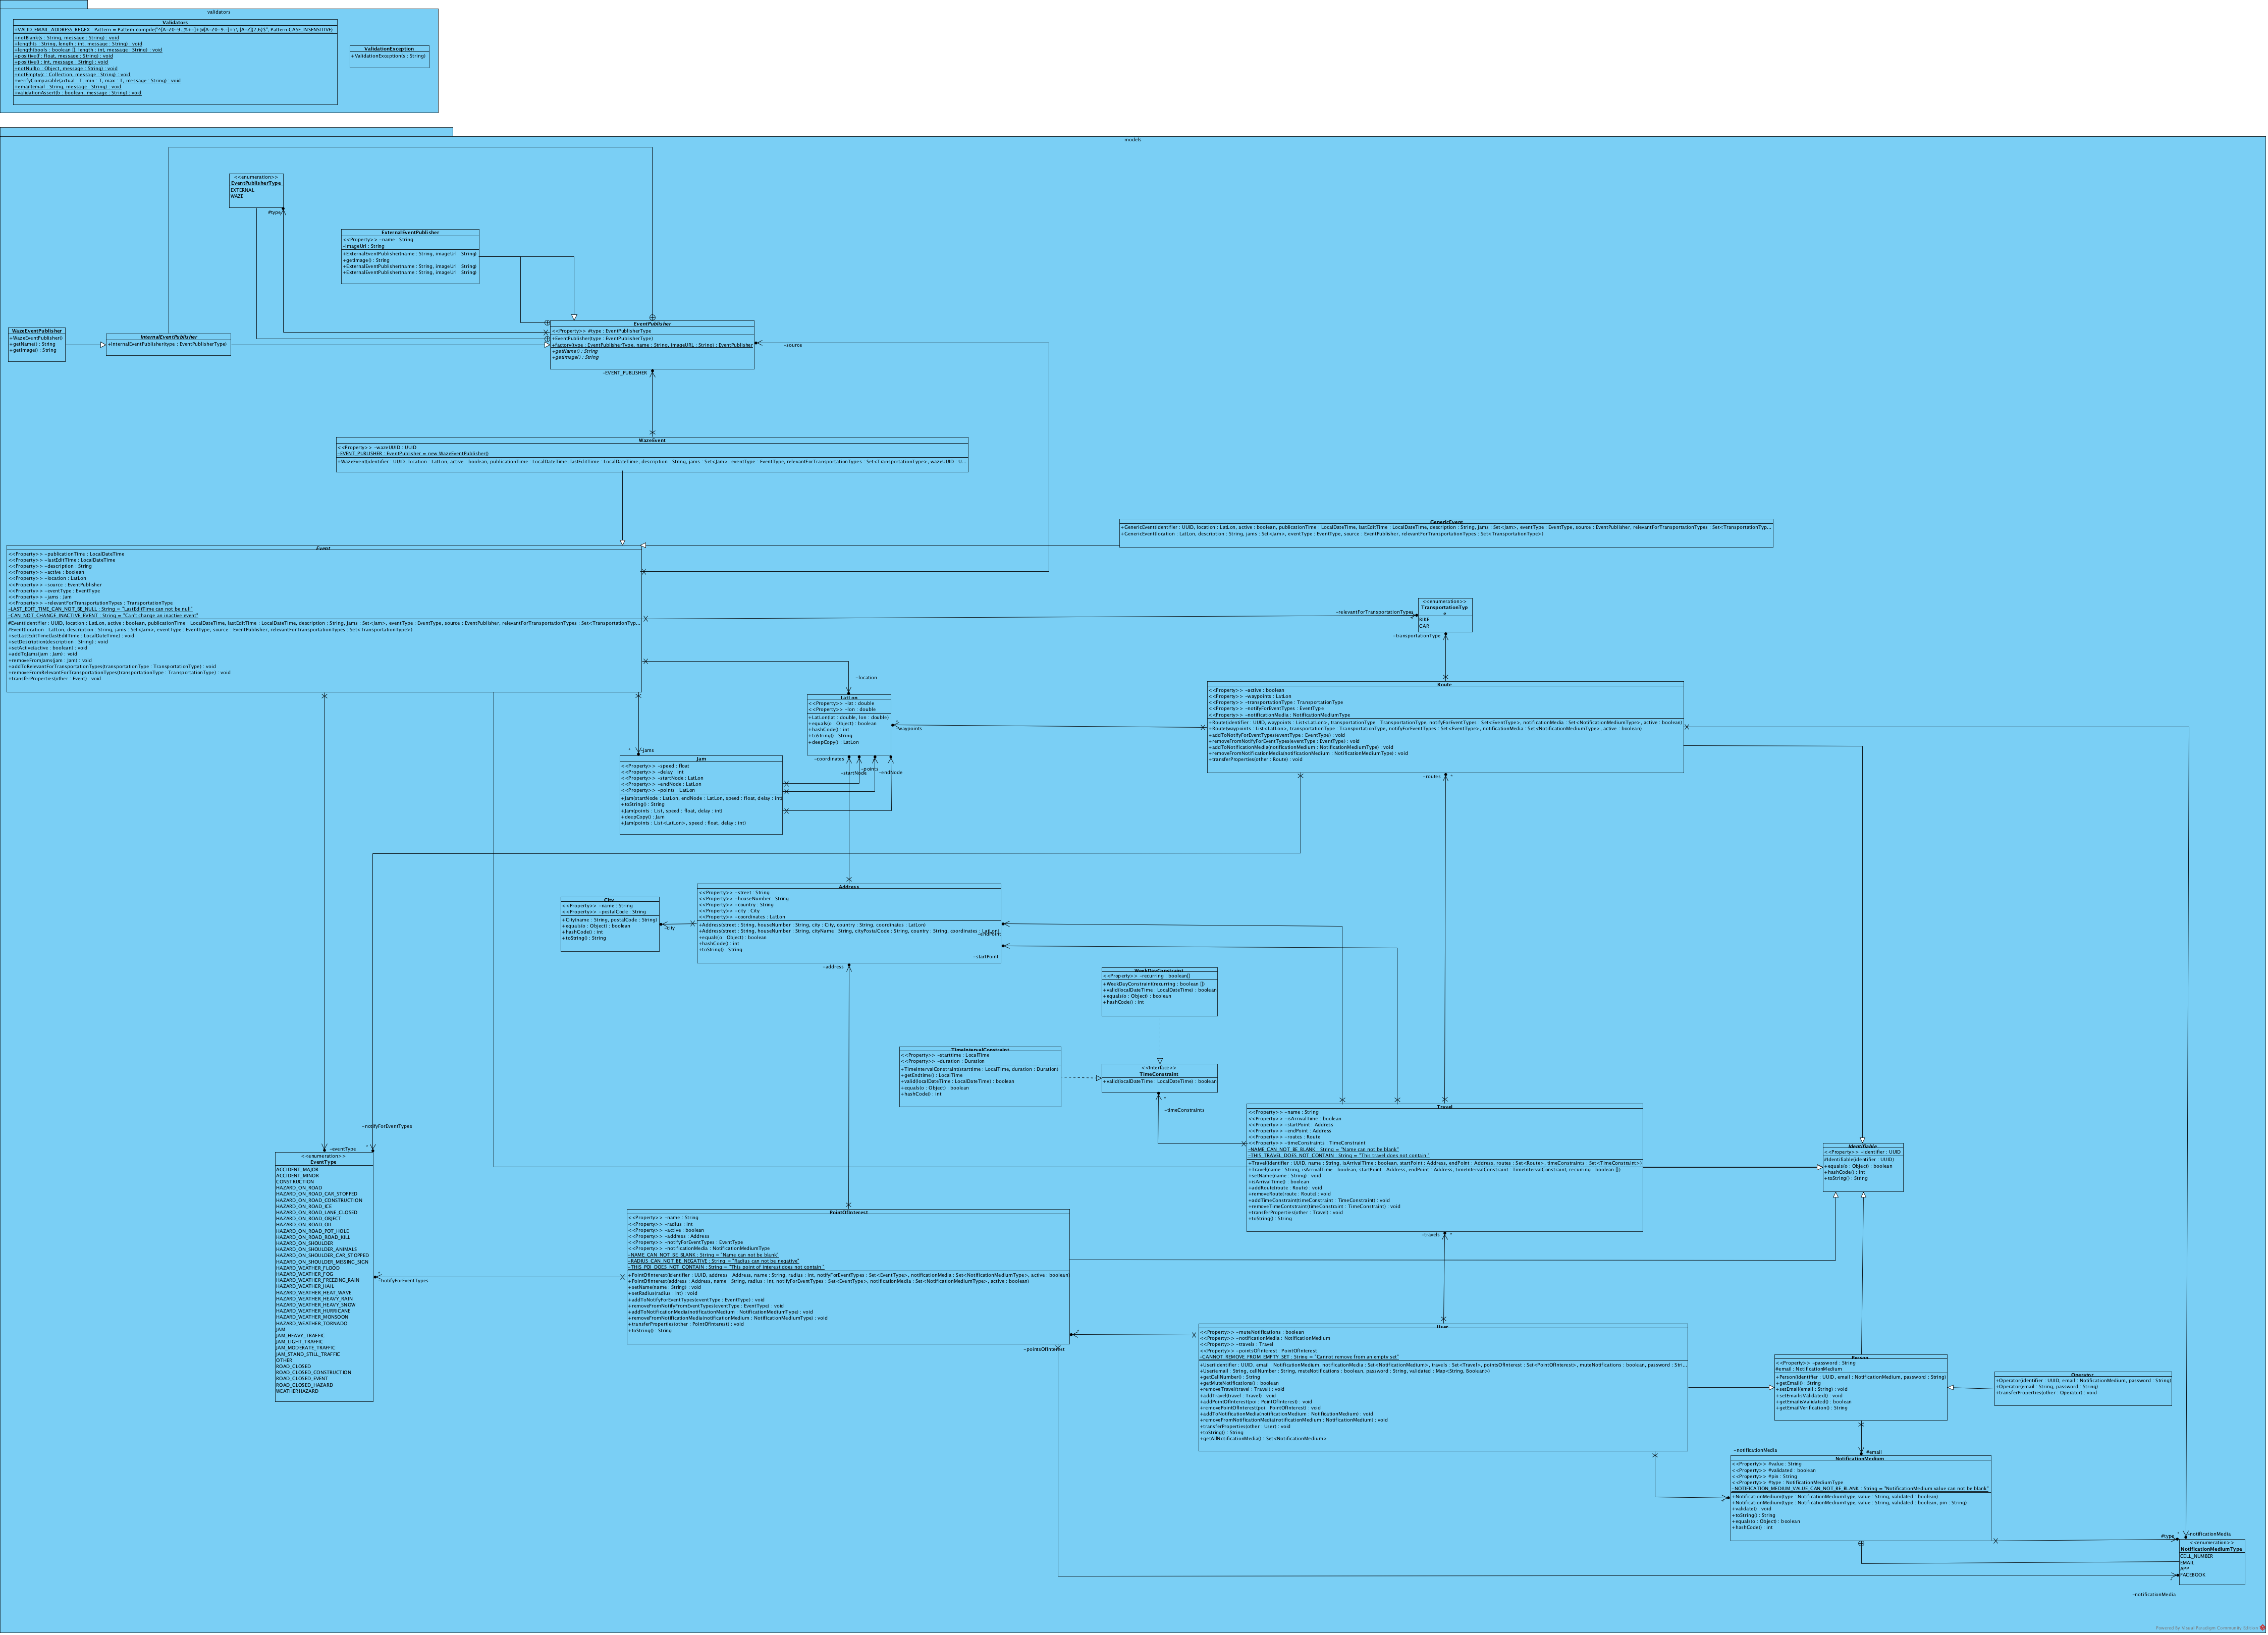 validators
Validators
+VALID_EMAIL_ADDRESS_REGEX : Pattern = Pattern.compile("^[A-Z0-9._%+-]+@[A-Z0-9.-]+\\.[A-Z]{2,6}$", Pattern.CASE_INSENSITIVE)
+notBlank(s : String, message : String) : void
+length(s : String, length : int, message : String) : void
+length(bools : boolean [], length : int, message : String) : void
+positive(f : float, message : String) : void
+positive(i : int, message : String) : void
+notNull(o : Object, message : String) : void
+notEmpty(c : Collection, message : String) : void
+verifyComparable(actual : T, min : T, max : T, message : String) : void
+email(email : String, message : String) : void
+validationAssert(b : boolean, message : String) : void
ValidationException
+ValidationException(s : String)
models
<<enumeration>>
EventPublisherType
EXTERNAL
WAZE
#type
ExternalEventPublisher
<<Property>> -name : String
-imageUrl : String
+ExternalEventPublisher(name : String, imageUrl : String)
+getImage() : String
+ExternalEventPublisher(name : String, imageUrl : String)
+ExternalEventPublisher(name : String, imageUrl : String)
WazeEventPublisher
+WazeEventPublisher()
+getName() : String
+getImage() : String
InternalEventPublisher
+InternalEventPublisher(type : EventPublisherType)
EventPublisher
<<Property>> #type : EventPublisherType
+EventPublisher(type : EventPublisherType)
+factory(type : EventPublisherType, name : String, imageURL : String) : EventPublisher
+getName() : String
+getImage() : String
-source
-EVENT_PUBLISHER
WazeEvent
<<Property>> -wazeUUID : UUID
-EVENT_PUBLISHER : EventPublisher = new WazeEventPublisher()
+WazeEvent(identifier : UUID, location : LatLon, active : boolean, publicationTime : LocalDateTime, lastEditTime : LocalDateTime, description : String, jams : Set<Jam>, eventType : EventType, relevantForTransportationTypes : Set<TransportationType>, wazeUUID : U...
GenericEvent
+GenericEvent(identifier : UUID, location : LatLon, active : boolean, publicationTime : LocalDateTime, lastEditTime : LocalDateTime, description : String, jams : Set<Jam>, eventType : EventType, source : EventPublisher, relevantForTransportationTypes : Set<TransportationTyp...
+GenericEvent(location : LatLon, description : String, jams : Set<Jam>, eventType : EventType, source : EventPublisher, relevantForTransportationTypes : Set<TransportationType>)
Event
<<Property>> -publicationTime : LocalDateTime
<<Property>> -lastEditTime : LocalDateTime
<<Property>> -description : String
<<Property>> -active : boolean
<<Property>> -location : LatLon
<<Property>> -source : EventPublisher
<<Property>> -eventType : EventType
<<Property>> -jams : Jam
<<Property>> -relevantForTransportationTypes : TransportationType
-LAST_EDIT_TIME_CAN_NOT_BE_NULL : String = "LastEditTime can not be null"
-CAN_NOT_CHANGE_INACTIVE_EVENT : String = "Can't change an inactive event"
#Event(identifier : UUID, location : LatLon, active : boolean, publicationTime : LocalDateTime, lastEditTime : LocalDateTime, description : String, jams : Set<Jam>, eventType : EventType, source : EventPublisher, relevantForTransportationTypes : Set<TransportationTyp...
#Event(location : LatLon, description : String, jams : Set<Jam>, eventType : EventType, source : EventPublisher, relevantForTransportationTypes : Set<TransportationType>)
+setLastEditTime(lastEditTime : LocalDateTime) : void
+setDescription(description : String) : void
+setActive(active : boolean) : void
+addToJams(jam : Jam) : void
+removeFromJams(jam : Jam) : void
+addToRelevantForTransportationTypes(transportationType : TransportationType) : void
+removeFromRelevantForTransportationTypes(transportationType : TransportationType) : void
+transferProperties(other : Event) : void
-relevantForTransportationTypes
*
<<enumeration>>
TransportationTyp
e
BIKE
CAR
-transportationType
-location
LatLon
<<Property>> -lat : double
<<Property>> -lon : double
+LatLon(lat : double, lon : double)
+equals(o : Object) : boolean
+hashCode() : int
+toString() : String
+deepCopy() : LatLon
*
-waypoints
-coordinates
-startNode
-points
-endNode
Route
<<Property>> -active : boolean
<<Property>> -waypoints : LatLon
<<Property>> -transportationType : TransportationType
<<Property>> -notifyForEventTypes : EventType
<<Property>> -notificationMedia : NotificationMediumType
+Route(identifier : UUID, waypoints : List<LatLon>, transportationType : TransportationType, notifyForEventTypes : Set<EventType>, notificationMedia : Set<NotificationMediumType>, active : boolean)
+Route(waypoints : List<LatLon>, transportationType : TransportationType, notifyForEventTypes : Set<EventType>, notificationMedia : Set<NotificationMediumType>, active : boolean)
+addToNotifyForEventTypes(eventType : EventType) : void
+removeFromNotifyForEventTypes(eventType : EventType) : void
+addToNotificationMedia(notificationMedium : NotificationMediumType) : void
+removeFromNotificationMedia(notificationMedium : NotificationMediumType) : void
+transferProperties(other : Route) : void
-routes *
* -jams
Jam
<<Property>> -speed : float
<<Property>> -delay : int
<<Property>> -startNode : LatLon
<<Property>> -endNode : LatLon
<<Property>> -points : LatLon
+Jam(startNode : LatLon, endNode : LatLon, speed : float, delay : int)
+toString() : String
+Jam(points : List, speed : float, delay : int)
+deepCopy() : Jam
+Jam(points : List<LatLon>, speed : float, delay : int)
City
<<Property>> -name : String
<<Property>> -postalCode : String
+City(name : String, postalCode : String)
+equals(o : Object) : boolean
+hashCode() : int
+toString() : String
-city
Address
<<Property>> -street : String
<<Property>> -houseNumber : String
<<Property>> -country : String
<<Property>> -city : City
<<Property>> -coordinates : LatLon
+Address(street : String, houseNumber : String, city : City, country : String, coordinates : LatLon)
+Address(street : String, houseNumber : String, cityName : String, cityPostalCode : String, country : String, coordinates : LatLon)
+equals(o : Object) : boolean
+hashCode() : int
+toString() : String
-endPoint
-startPoint
-address
WeekDayConstraint
<<Property>> -recurring : boolean[]
+WeekDayConstraint(recurring : boolean [])
+valid(localDateTime : LocalDateTime) : boolean
+equals(o : Object) : boolean
+hashCode() : int
TimeIntervalConstraint
<<Property>> -starttime : LocalTime
<<Property>> -duration : Duration
+TimeIntervalConstraint(starttime : LocalTime, duration : Duration)
+getEndtime() : LocalTime
+valid(localDateTime : LocalDateTime) : boolean
+equals(o : Object) : boolean
+hashCode() : int
<<Interface>>
TimeConstraint
+valid(localDateTime : LocalDateTime) : boolean
*
-timeConstraints
Travel
<<Property>> -name : String
<<Property>> -isArrivalTime : boolean
<<Property>> -startPoint : Address
<<Property>> -endPoint : Address
<<Property>> -routes : Route
<<Property>> -timeConstraints : TimeConstraint
-NAME_CAN_NOT_BE_BLANK : String = "Name can not be blank"
-THIS_TRAVEL_DOES_NOT_CONTAIN : String = "This travel does not contain "
+Travel(identifier : UUID, name : String, isArrivalTime : boolean, startPoint : Address, endPoint : Address, routes : Set<Route>, timeConstraints : Set<TimeConstraint>)
+Travel(name : String, isArrivalTime : boolean, startPoint : Address, endPoint : Address, timeIntervalConstraint : TimeIntervalConstraint, recurring : boolean [])
+setName(name : String) : void
+isArrivalTime() : boolean
+addRoute(route : Route) : void
+removeRoute(route : Route) : void
+addTimeConstraint(timeConstraint : TimeConstraint) : void
+removeTimeConstraint(timeConstraint : TimeConstraint) : void
+transferProperties(other : Travel) : void
+toString() : String
-travels *
Identifiable
<<Property>> -identifier : UUID
#Identifiable(identifier : UUID)
+equals(o : Object) : boolean
+hashCode() : int
+toString() : String
-notifyForEventTypes
*
-eventType
<<enumeration>>
EventType
ACCIDENT_MAJOR
ACCIDENT_MINOR
CONSTRUCTION
HAZARD_ON_ROAD
HAZARD_ON_ROAD_CAR_STOPPED
HAZARD_ON_ROAD_CONSTRUCTION
HAZARD_ON_ROAD_ICE
HAZARD_ON_ROAD_LANE_CLOSED
HAZARD_ON_ROAD_OBJECT
HAZARD_ON_ROAD_OIL
HAZARD_ON_ROAD_POT_HOLE
HAZARD_ON_ROAD_ROAD_KILL
HAZARD_ON_SHOULDER
HAZARD_ON_SHOULDER_ANIMALS
HAZARD_ON_SHOULDER_CAR_STOPPED
HAZARD_ON_SHOULDER_MISSING_SIGN
HAZARD_WEATHER_FLOOD
HAZARD_WEATHER_FOG
HAZARD_WEATHER_FREEZING_RAIN
HAZARD_WEATHER_HAIL
HAZARD_WEATHER_HEAT_WAVE
HAZARD_WEATHER_HEAVY_RAIN
HAZARD_WEATHER_HEAVY_SNOW
HAZARD_WEATHER_HURRICANE
HAZARD_WEATHER_MONSOON
HAZARD_WEATHER_TORNADO
JAM
JAM_HEAVY_TRAFFIC
JAM_LIGHT_TRAFFIC
JAM_MODERATE_TRAFFIC
JAM_STAND_STILL_TRAFFIC
OTHER
ROAD_CLOSED
ROAD_CLOSED_CONSTRUCTION
ROAD_CLOSED_EVENT
ROAD_CLOSED_HAZARD
WEATHERHAZARD
*
-notifyForEventTypes
PointOfInterest
<<Property>> -name : String
<<Property>> -radius : int
<<Property>> -active : boolean
<<Property>> -address : Address
<<Property>> -notifyForEventTypes : EventType
<<Property>> -notificationMedia : NotificationMediumType
-NAME_CAN_NOT_BE_BLANK : String = "Name can not be blank"
-RADIUS_CAN_NOT_BE_NEGATIVE : String = "Radius can not be negative"
-THIS_POI_DOES_NOT_CONTAIN : String = "This point of interest does not contain "
+PointOfInterest(identifier : UUID, address : Address, name : String, radius : int, notifyForEventTypes : Set<EventType>, notificationMedia : Set<NotificationMediumType>, active : boolean)
+PointOfInterest(address : Address, name : String, radius : int, notifyForEventTypes : Set<EventType>, notificationMedia : Set<NotificationMediumType>, active : boolean)
+setName(name : String) : void
+setRadius(radius : int) : void
+addToNotifyForEventTypes(eventType : EventType) : void
+removeFromNotifyFromEventTypes(eventType : EventType) : void
+addToNotificationMedia(notificationMedium : NotificationMediumType) : void
+removeFromNotificationMedia(notificationMedium : NotificationMediumType) : void
+transferProperties(other : PointOfInterest) : void
+toString() : String
-pointsOfInterest
User
<<Property>> -muteNotifications : boolean
<<Property>> -notificationMedia : NotificationMedium
<<Property>> -travels : Travel
<<Property>> -pointsOfInterest : PointOfInterest
-CANNOT_REMOVE_FROM_EMPTY_SET : String = "Cannot remove from an empty set"
+User(identifier : UUID, email : NotificationMedium, notificationMedia : Set<NotificationMedium>, travels : Set<Travel>, pointsOfInterest : Set<PointOfInterest>, muteNotifications : boolean, password : Stri...
+User(email : String, cellNumber : String, muteNotifications : boolean, password : String, validated : Map<String, Boolean>)
+getCellNumber() : String
+getMuteNotifications() : boolean
+removeTravel(travel : Travel) : void
+addTravel(travel : Travel) : void
+addPointOfInterest(poi : PointOfInterest) : void
+removePointOfInterest(poi : PointOfInterest) : void
+addToNotificationMedia(notificationMedium : NotificationMedium) : void
+removeFromNotificationMedia(notificationMedium : NotificationMedium) : void
+transferProperties(other : User) : void
+toString() : String
+getAllNotificationMedia() : Set<NotificationMedium>
Person
<<Property>> -password : String
#email : NotificationMedium
+Person(identifier : UUID, email : NotificationMedium, password : String)
+getEmail() : String
+setEmail(email : String) : void
+setEmailIsValidated() : void
+getEmailIsValidated() : boolean
+getEmailVerification() : String
Operator
+Operator(identifier : UUID, email : NotificationMedium, password : String)
+Operator(email : String, password : String)
+transferProperties(other : Operator) : void
-notificationMedia
#email
NotificationMedium
<<Property>> #value : String
<<Property>> #validated : boolean
<<Property>> #pin : String
<<Property>> #type : NotificationMediumType
-NOTIFICATION_MEDIUM_VALUE_CAN_NOT_BE_BLANK : String = "NotificationMedium value can not be blank"
+NotificationMedium(type : NotificationMediumType, value : String, validated : boolean)
+NotificationMedium(type : NotificationMediumType, value : String, validated : boolean, pin : String)
+validate() : void
+toString() : String
+equals(o : Object) : boolean
+hashCode() : int
#type
*
-notificationMedia
<<enumeration>>
NotificationMediumType
CELL_NUMBER
EMAIL
APP
FACEBOOK
-notificationMedia
Powered By Visual Paradigm Community Edition